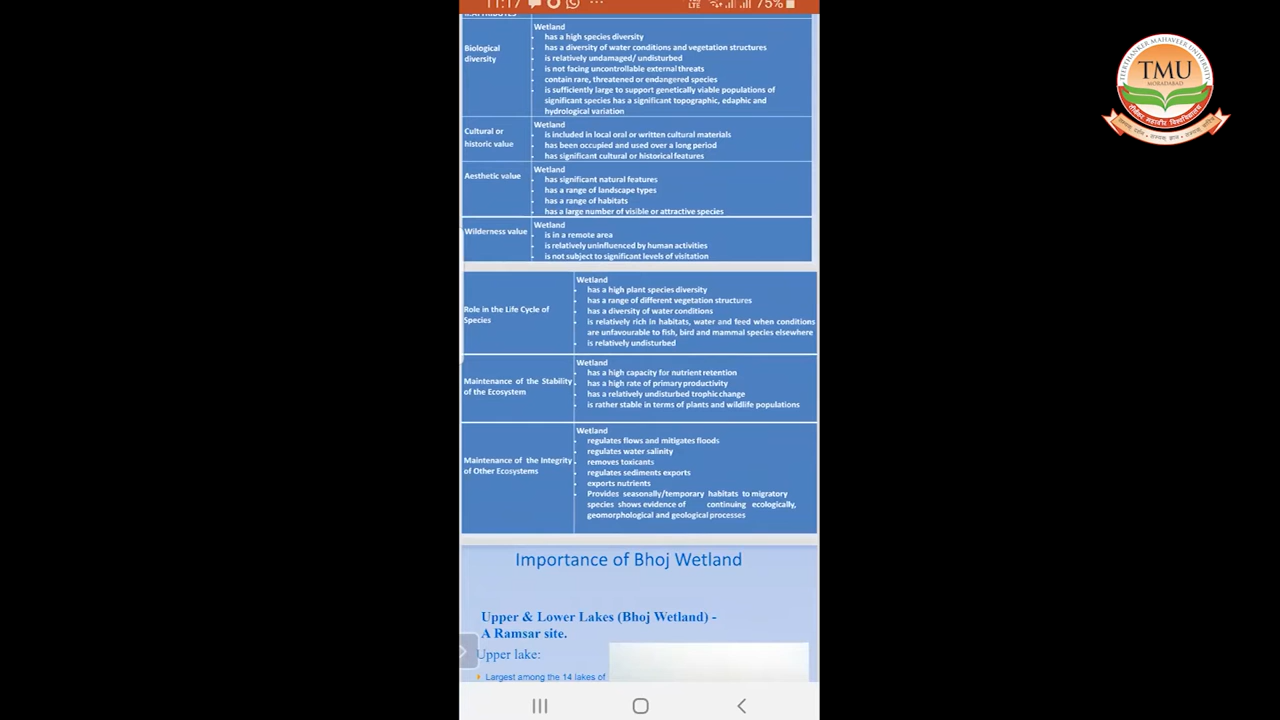 11:17
75%
II.ATTRIBUTES
Biological
diversity
Wetland
has a high species diversity
has a diversity of water conditions and vegetation structures
is relatively undamaged/ undisturbed
is not facing uncontrollable external threats
contain rare, threatened or endangered species
is sufficiently large to support genetically viable populations of
significant species has a significant topographic, edaphic and
hydrological variation
Cultural or
historic value
Wetland
is included in local oral or written cultural materials
has been occupied and used over a long period
has significant cultural or historical features
Aesthetic value
Wetland
has significant natural features
has a range of landscape types
has a range of habitats
has a large number of visible or attractive species
Wilderness value
Wetland
is in a remote area
is relatively uninfluenced by human activities
is not subject to significant levels of visitation
Role in the Life Cycle of
Species
Wetland
has a high plant species diversity
has a range of different vegetation structures
has a diversity of water conditions
is relatively rich in habitats, water and feed when conditions
are unfavourable to fish, bird and mammal species elsewhere
is relatively undisturbed
Maintenance of the Stability
of the Ecosystem
Wetland
has a high capacity for nutrient retention
has a high rate of primary productivity
has a relatively undisturbed trophic change
is rather stable in terms of plants and wildlife populations
Maintenance of the Integrity
of Other Ecosystems
Wetland
regulates flows and mitigates floods
regulates water salinity
removes toxicants
regulates sediments exports
exports nutrients
Provides seasonally/temporary habitats to migratory
species shows evidence of continuing ecologically,
geomorphological and geological processes
Importance of Bhoj Wetland
Upper & Lower Lakes (Bhoj Wetland) -
A Ramsar site.
Upper lake:
Largest among the 14 lakes of
TEERTHANKER MAHAVEER UNIVERSITY
TMU
MORADABAD